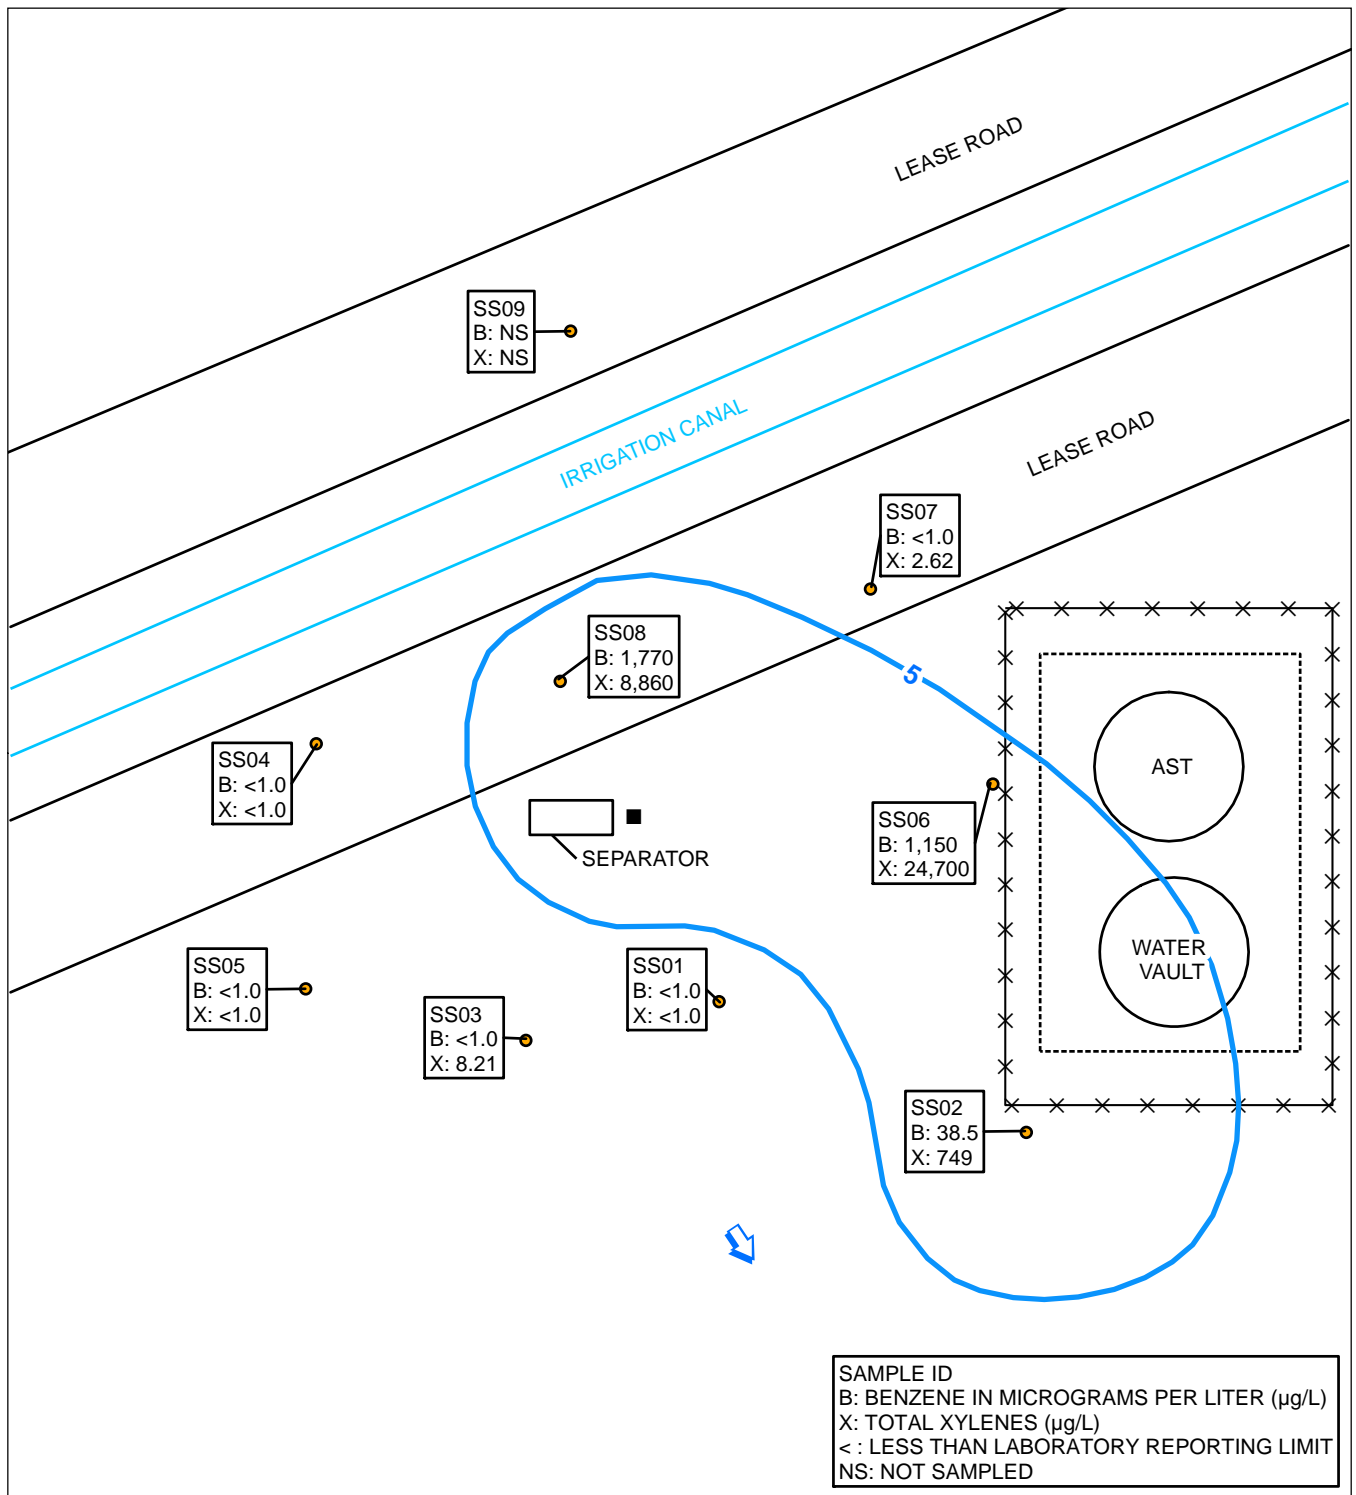 LEASE ROAD
SS09
B: NS
X: NS
IRRIGATION CANAL
LEASE ROAD
SS07
B: <1.0
X: 2.62
SS08
B: 1,770
X: 8,860
5
SS04
B: <1.0
X: <1.0
AST
SS06
B: 1,150
X: 24,700
SEPARATOR
WATER
VAULT
SS05
B: <1.0
X: <1.0
SS01
B: <1.0
X: <1.0
SS03
B: <1.0
X: 8.21
SS02
B: 38.5
X: 749
SAMPLE ID
B: BENZENE IN MICROGRAMS PER LITER (µg/L)
X: TOTAL XYLENES (µg/L)
< : LESS THAN LABORATORY REPORTING LIMIT
NS: NOT SAMPLED